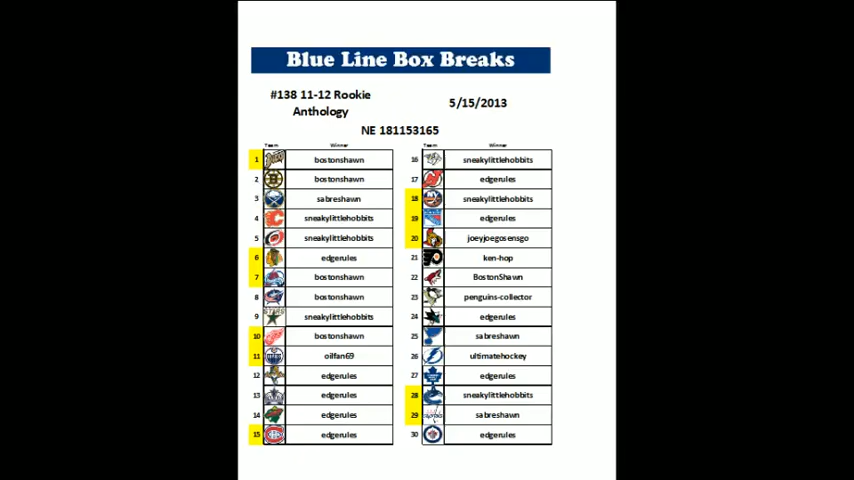 Blue Line Box Breaks
#138 11-12 Rookie
Anthology
5/15/2013
NE 181153165
Team Winner Team Winner
1 bostonshawn 16 sneakylittlehobbits
2 bostonshawn 17 edgerules
3 sabreshawn 18 sneakylittlehobbits
4 sneakylittlehobbits 19 edgerules
5 sneakylittlehobbits 20 joeyjoegosensgo
6 edgerules 21 ken-hop
7 bostonshawn 22 BostonShawn
8 bostonshawn 23 penguins-collector
9 STARS sneakylittlehobbits 24 edgerules
10 bostonshawn 25 sabreshawn
11 oilfan69 26 ultimatehockey
12 edgerules 27 edgerules
13 edgerules 28 sneakylittlehobbits
14 edgerules 29 sabreshawn
15 edgerules 30 edgerules